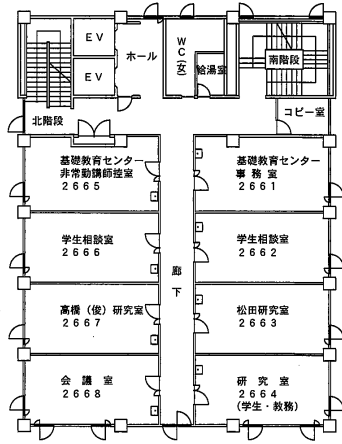 EV
EV
ホール
WC(女)
給湯室
南階段
北階段
コピー室
基礎教育センター
非常勤講師控室
2665
基礎教育センター
事務室
2661
学生相談室
2666
学生相談室
2662
廊下
高橋(俊)研究室
2667
松田研究室
2663
会議室
2668
研究室
2664
(学生・教務)